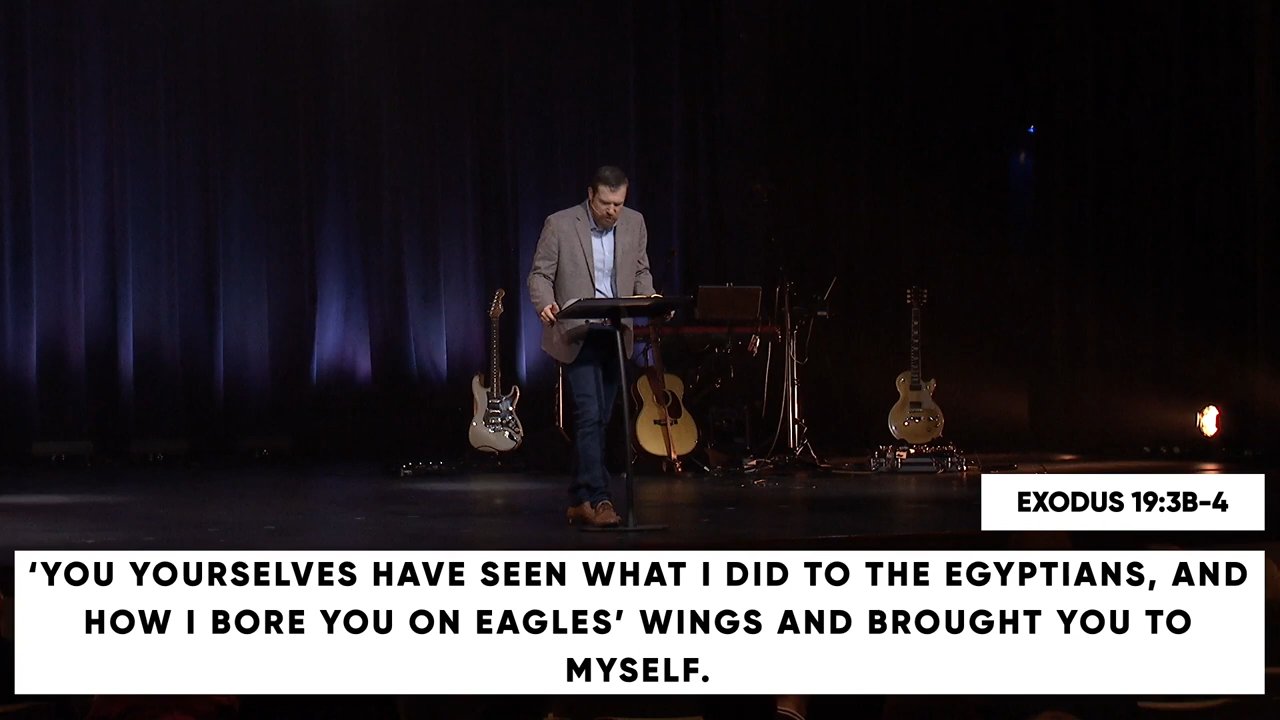 EXODUS 19:3B-4
‘YOU YOURSELVES HAVE SEEN WHAT I DID TO THE EGYPTIANS, AND
HOW I BORE YOU ON EAGLES’ WINGS AND BROUGHT YOU TO
MYSELF.